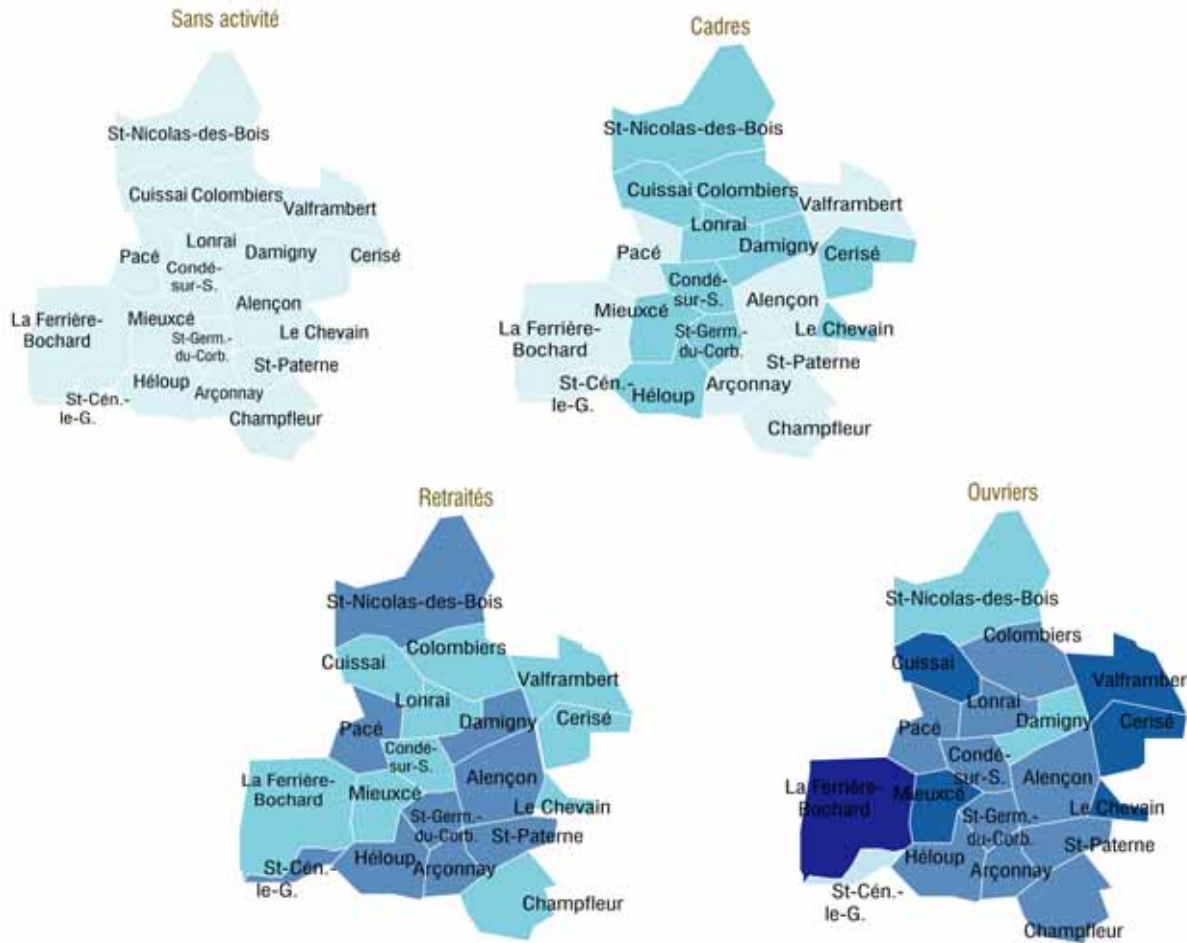 Sans activité
St-Nicolas-des-Bois
Cuissai Colombiers
Valframbert
Lonrai
Pacé
Damigny
Cerisé
Condé-
sur-S.
Alençon
La Ferrière-
Bochard
Mieuxcé
Le Chevain
St-Germ.-
du-Corb.
St-Paterne
Héloup
Arçonnay
St-Cén.-
le-G.
Champfleur
Cadres
St-Nicolas-des-Bois
Cuissai Colombiers
Valframbert
Lonrai
Pacé
Damigny
Cerisé
Condé-
sur-S.
Alençon
Mieuxcé
La Ferrière-
Bochard
St-Germ.-
du-Corb.
Le Chevain
St-Paterne
St-Cén.-
le-G.
Héloup
Arçonnay
Champfleur
Retraités
St-Nicolas-des-Bois
Colombiers
Cuissai
Valframbert
Lonrai
Pacé
Damigny
Cerisé
Condé-
sur-S.
Alençon
La Ferrière-
Bochard
Mieuxcé
Le Chevain
St-Germ.-
du-Corb.
St-Paterne
Héloup
Arçonnay
St-Cén.-
le-G.
Champfleur
Ouvriers
St-Nicolas-des-Bois
Colombiers
Cuissai
Valframber
Lonrai
Pacé
Damigny
Cerisé
Condé-
sur-S.
Alençon
La Ferrière-
Bochard
Mieuxcé
Le Chevain
St-Germ.-
du-Corb.
St-Paterne
Héloup
Arçonnay
St-Cén.-
le-G.
Champfleur